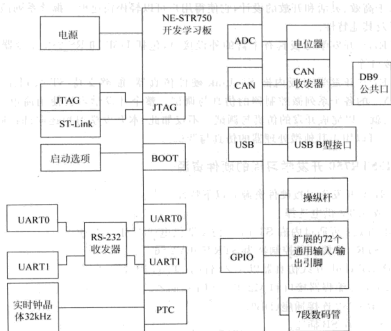 NE-STR750
开发学习板
电源
JTAG
ST-Link
JTAG
启动选项
BOOT
UART0
UART1
RS-232
收发器
UART0
UART1
实时钟晶
体32kHz
PTC
ADC
电位器
CAN
CAN
收发器
DB9
公共口
USB
USB B型接口
GPIO
操纵杆
扩展的72个
通用输入/输
出引脚
7段数码管